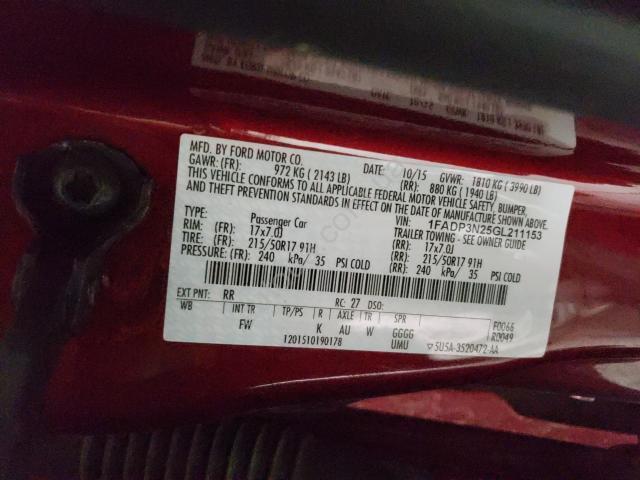 MFD. BY FORD MOTOR CO.
DATE: 10/15 GVWR: 1810 KG ( 3990 LB)
GAWR: (FR): 972 KG ( 2143 LB) (RR): 880 KG ( 1940 LB)
THIS VEHICLE CONFORMS TO ALL APPLICABLE FEDERAL MOTOR VEHICLE SAFETY, BUMPER,
AND THEFT PREVENTION STANDARDS IN EFFECT ON THE DATE OF MANUFACTURE SHOWN ABOVE.
VIN: 1FADP3N25GL211153
TYPE: Passenger Car TRAILER TOWING - SEE OWNER GUIDE
RIM: (FR): 17x7.0J (RR): 17x7.0J
TIRE: (FR): 215/50R17 91H (RR): 215/50R17 91H
PRESSURE: (FR): 240 kPa/ 35 PSI COLD (RR): 240 kPa/ 35 PSI COLD
EXT PNT: RR RC: 27 DSO: F0066
WB INT TR TP/PS R AXLE TR SPR R0049
FW K AU W GGGG
1201510190178 UMU ▽5U5A-3520472-AA